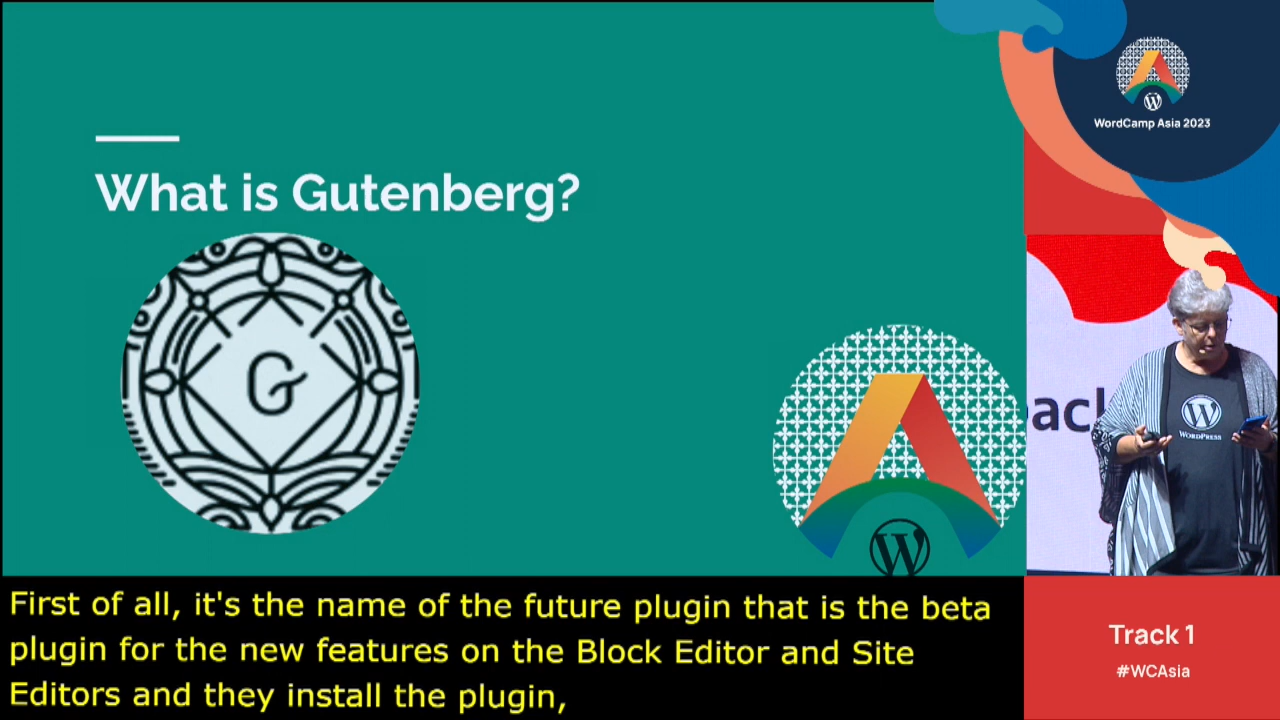 What is Gutenberg?
G
W
WordCamp Asia 2023
ack
W
WORDPRESS
Track 1
#WCAsia
First of all, it's the name of the future plugin that is the beta
plugin for the new features on the Block Editor and Site
Editors and they install the plugin,